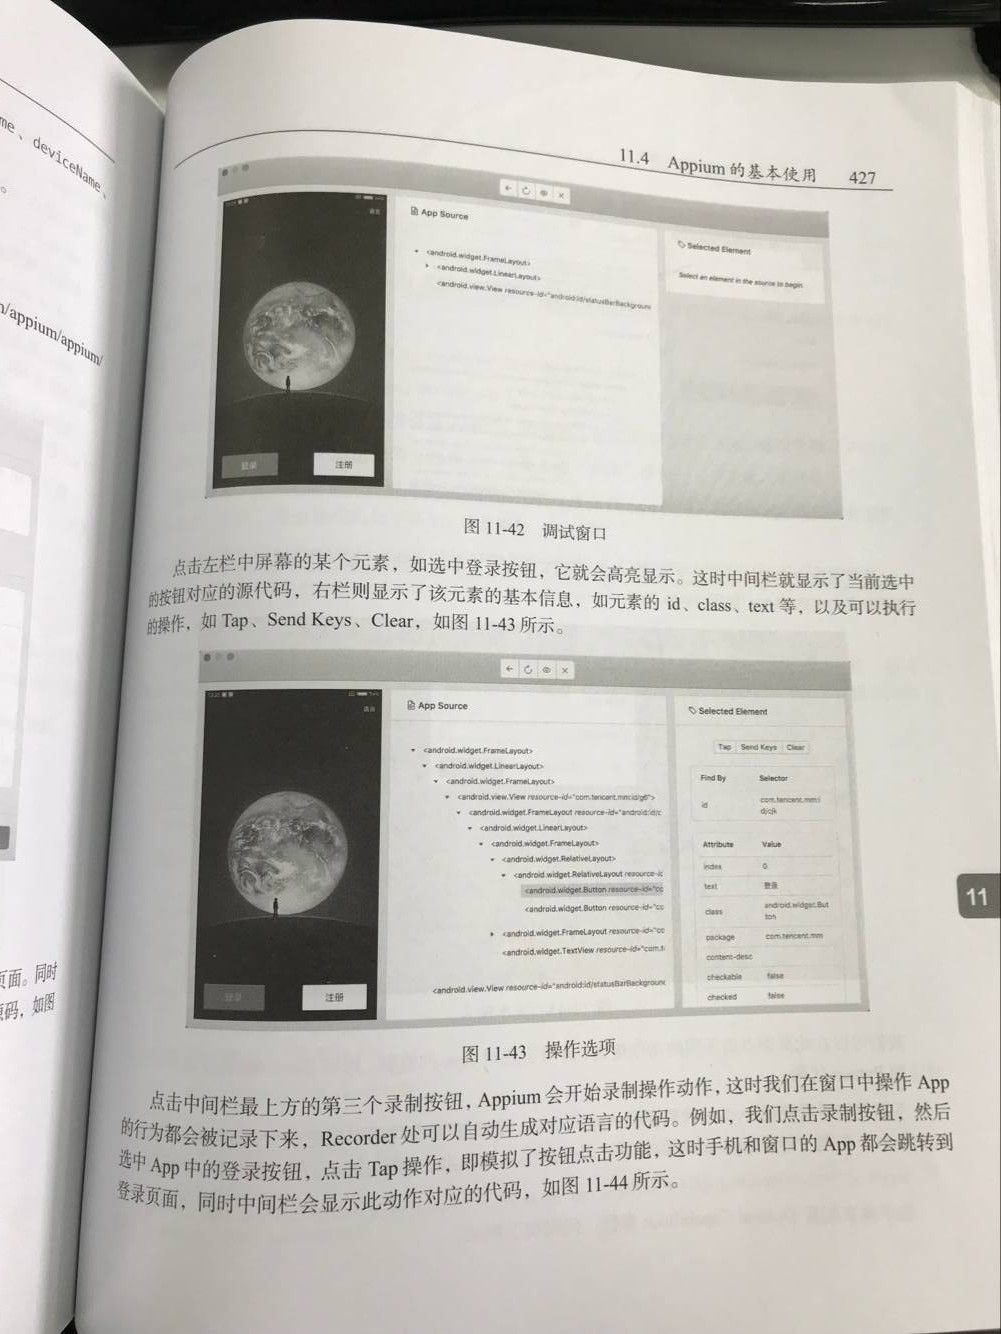 me、deviceName、
。
n/appium/appium/
页面。同时
源码，如图
11.4 Appium 的基本使用 427
App Source
<android.widget.FrameLayout>
<android.widget.LinearLayout>
<android.view.View resource-id="android:id/statusBarBackground
Selected Element
Select an element in the source to begin.
登录
注册
图 11-42 调试窗口
点击左栏中屏幕的某个元素，如选中登录按钮，它就会高亮显示。这时中间栏就显示了当前选中
的按钮对应的源代码，右栏则显示了该元素的基本信息，如元素的 id、class、text 等，以及可以执行
的操作，如 Tap、Send Keys、Clear，如图 11-43 所示。
App Source
<android.widget.FrameLayout>
<android.widget.LinearLayout>
<android.widget.FrameLayout>
<android.view.View resource-id="com.tencent.mm:id/g6">
<android.widget.FrameLayout resource-id="android:id/c
<android.widget.LinearLayout>
<android.widget.FrameLayout>
<android.widget.RelativeLayout>
<android.widget.RelativeLayout resource-ic
<android.widget.Button resource-id="cc
<android.widget.Button resource-id="cc
<android.widget.FrameLayout resource-id="cc
<android.widget.TextView resource-id="com.t
<android.view.View resource-id="android:id/statusBarBackground
Selected Element
Tap Send Keys Clear
Find By Selector
id com.tencent.mm:i
d/cjk
Attribute Value
index 0
text 登录
class android.widget.But
ton
package com.tencent.mm
content-desc
checkable false
checked false
登录
注册
11
图 11-43 操作选项
点击中间栏最上方的第三个录制按钮，Appium 会开始录制操作动作，这时我们在窗口中操作 App
的行为都会被记录下来，Recorder 处可以自动生成对应语言的代码。例如，我们点击录制按钮，然后
选中 App 中的登录按钮，点击 Tap 操作，即模拟了按钮点击功能，这时手机和窗口的 App 都会跳转到
登录页面，同时中间栏会显示此动作对应的代码，如图 11-44 所示。